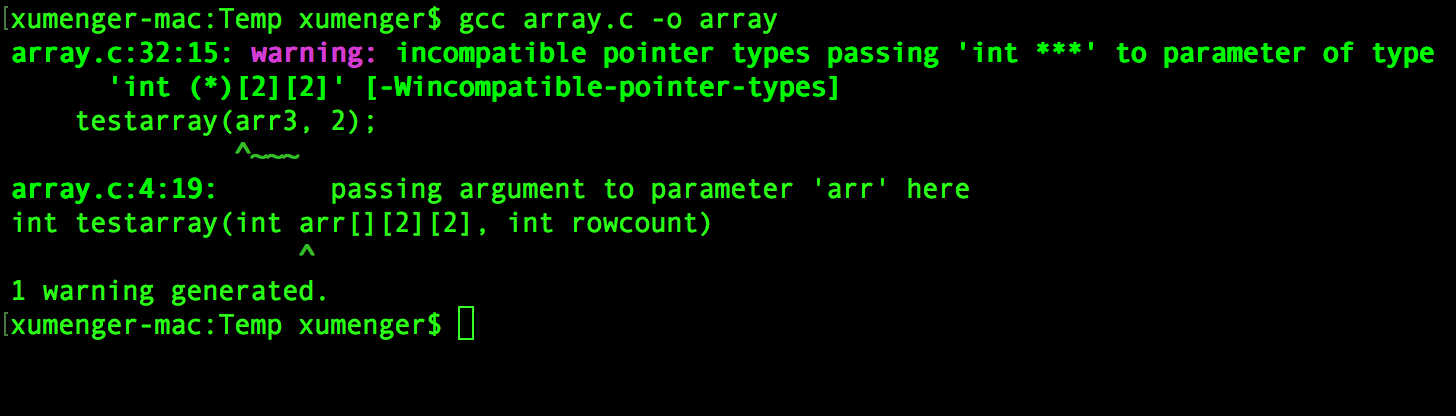 [xumenger-mac:Temp xumenger$ gcc array.c -o array
array.c:32:15: warning: incompatible pointer types passing 'int ***' to parameter of type
      'int (*)[2][2]' [-Wincompatible-pointer-types]
    testarray(arr3, 2);
              ^~~~
array.c:4:19:       passing argument to parameter 'arr' here
int testarray(int arr[][2][2], int rowcount)
                  ^
1 warning generated.
[xumenger-mac:Temp xumenger$